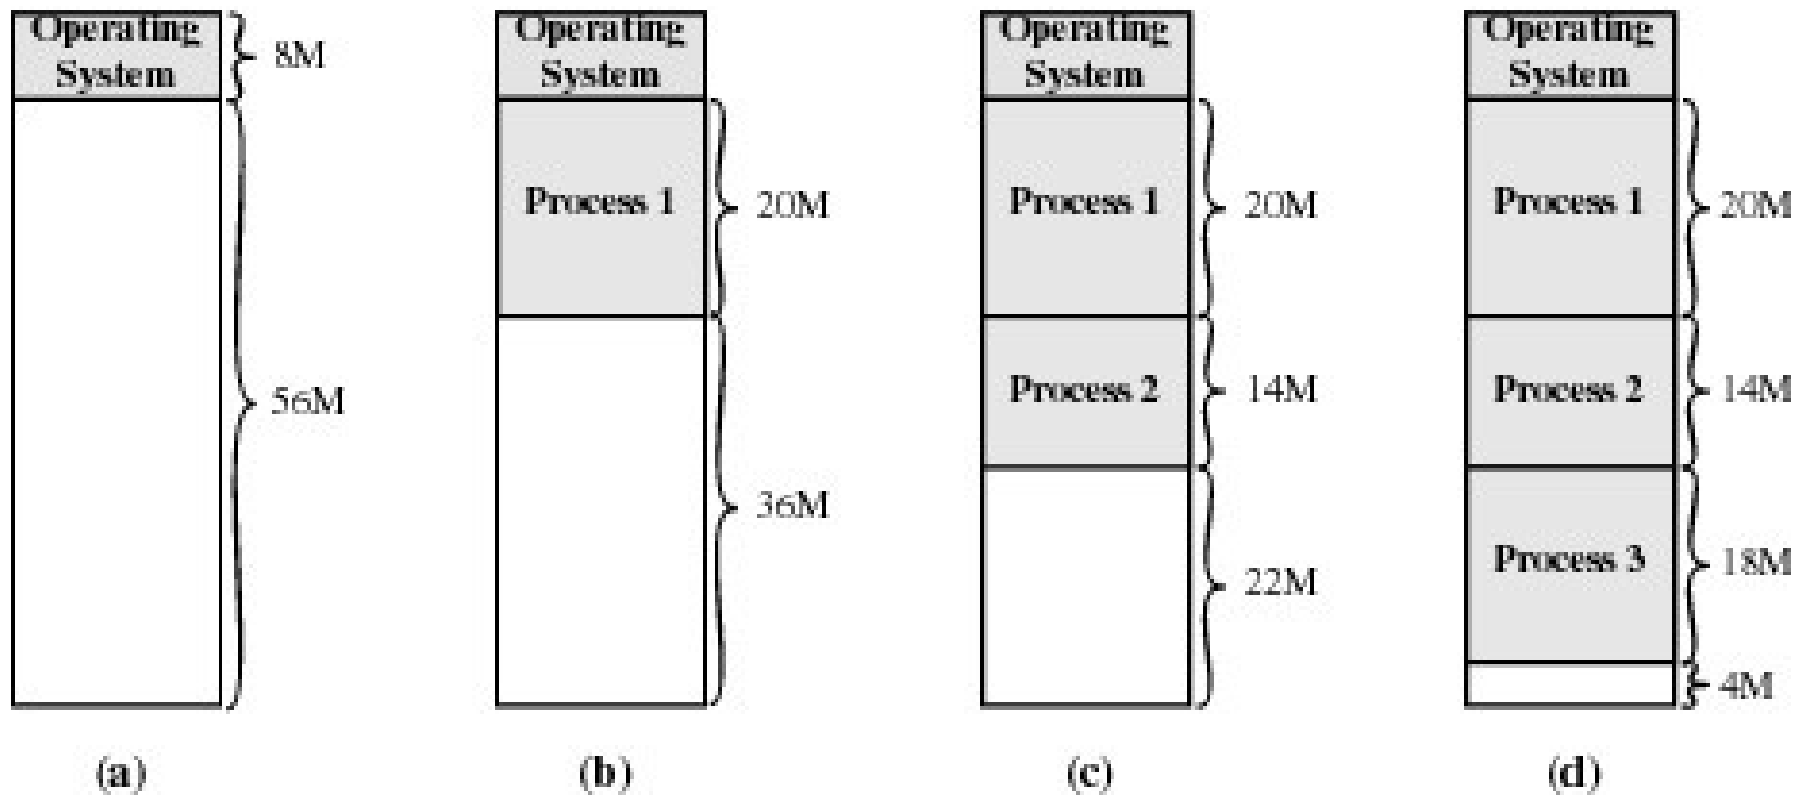 Operating
System
8M
56M
(a)
Operating
System
Process 1
20M
36M
(b)
Operating
System
Process 1
20M
Process 2
14M
22M
(c)
Operating
System
Process 1
20M
Process 2
14M
Process 3
18M
4M
(d)